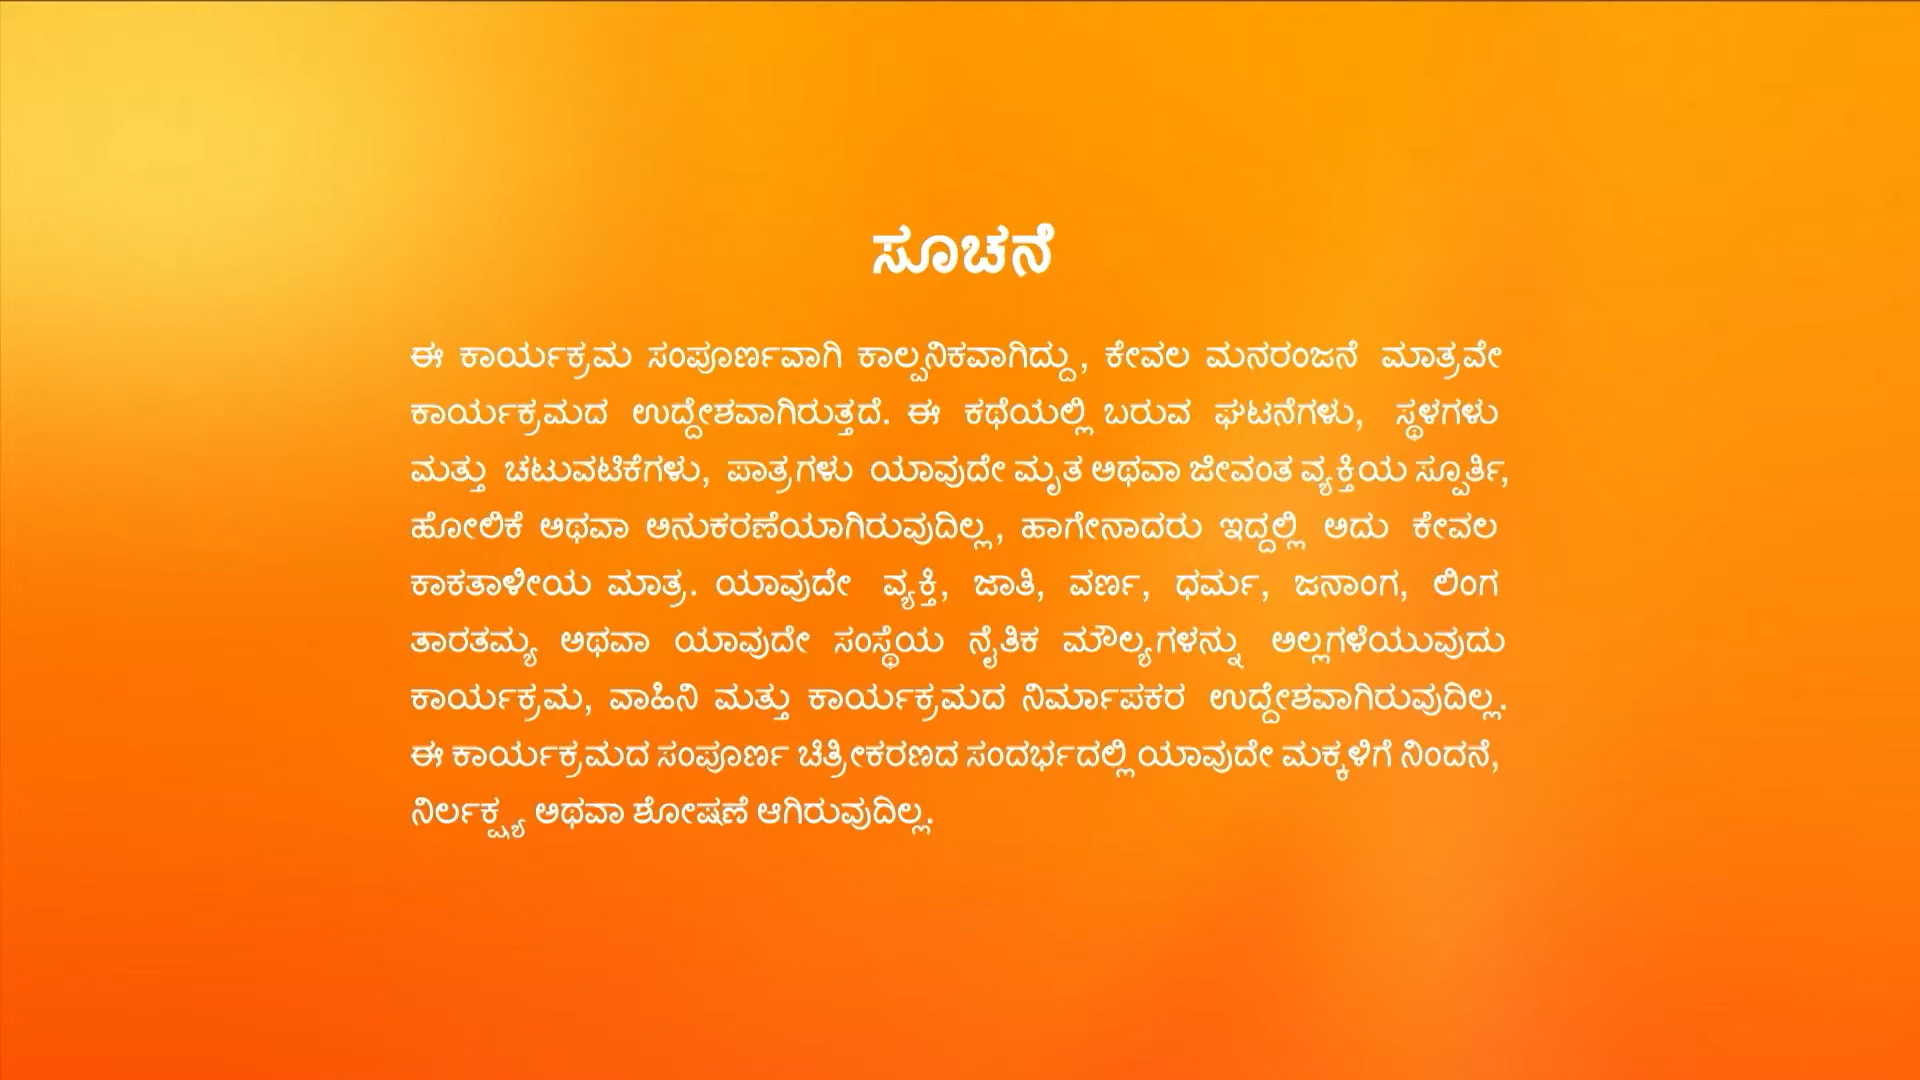 ಸೂಚನೆ
ಈ ಕಾರ್ಯಕ್ರಮ ಸಂಪೂರ್ಣವಾಗಿ ಕಾಲ್ಪನಿಕವಾಗಿದ್ದು, ಕೇವಲ ಮನರಂಜನೆ ಮಾತ್ರವೇ
ಕಾರ್ಯಕ್ರಮದ ಉದ್ದೇಶವಾಗಿರುತ್ತದೆ. ಈ ಕಥೆಯಲ್ಲಿ ಬರುವ ಘಟನೆಗಳು, ಸ್ಥಳಗಳು
ಮತ್ತು ಚಟುವಟಿಕೆಗಳು, ಪಾತ್ರಗಳು ಯಾವುದೇ ಮೃತ ಅಥವಾ ಜೀವಂತ ವ್ಯಕ್ತಿಯ ಸ್ಪೂರ್ತಿ,
ಹೋಲಿಕೆ ಅಥವಾ ಅನುಕರಣೆಯಾಗಿರುವುದಿಲ್ಲ, ಹಾಗೇನಾದರು ಇದ್ದಲ್ಲಿ ಅದು ಕೇವಲ
ಕಾಕತಾಳೀಯ ಮಾತ್ರ. ಯಾವುದೇ ವ್ಯಕ್ತಿ, ಜಾತಿ, ವರ್ಣ, ಧರ್ಮ, ಜನಾಂಗ, ಲಿಂಗ
ತಾರತಮ್ಯ ಅಥವಾ ಯಾವುದೇ ಸಂಸ್ಥೆಯ ನೈತಿಕ ಮೌಲ್ಯಗಳನ್ನು ಅಲ್ಲಗಳೆಯುವುದು
ಕಾರ್ಯಕ್ರಮ, ವಾಹಿನಿ ಮತ್ತು ಕಾರ್ಯಕ್ರಮದ ನಿರ್ಮಾಪಕರ ಉದ್ದೇಶವಾಗಿರುವುದಿಲ್ಲ.
ಈ ಕಾರ್ಯಕ್ರಮದ ಸಂಪೂರ್ಣ ಚಿತ್ರೀಕರಣದ ಸಂದರ್ಭದಲ್ಲಿ ಯಾವುದೇ ಮಕ್ಕಳಿಗೆ ನಿಂದನೆ,
ನಿರ್ಲಕ್ಷ್ಯ ಅಥವಾ ಶೋಷಣೆ ಆಗಿರುವುದಿಲ್ಲ.